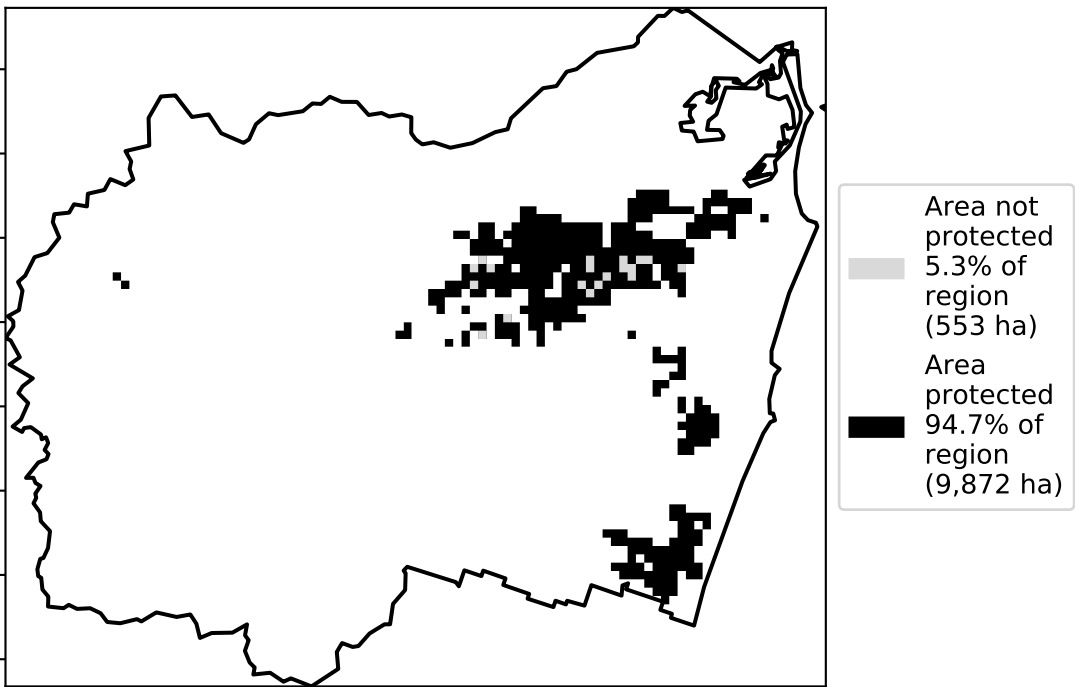 Area not
protected
5.3% of
region
(553 ha)
Area
protected
94.7% of
region
(9,872 ha)